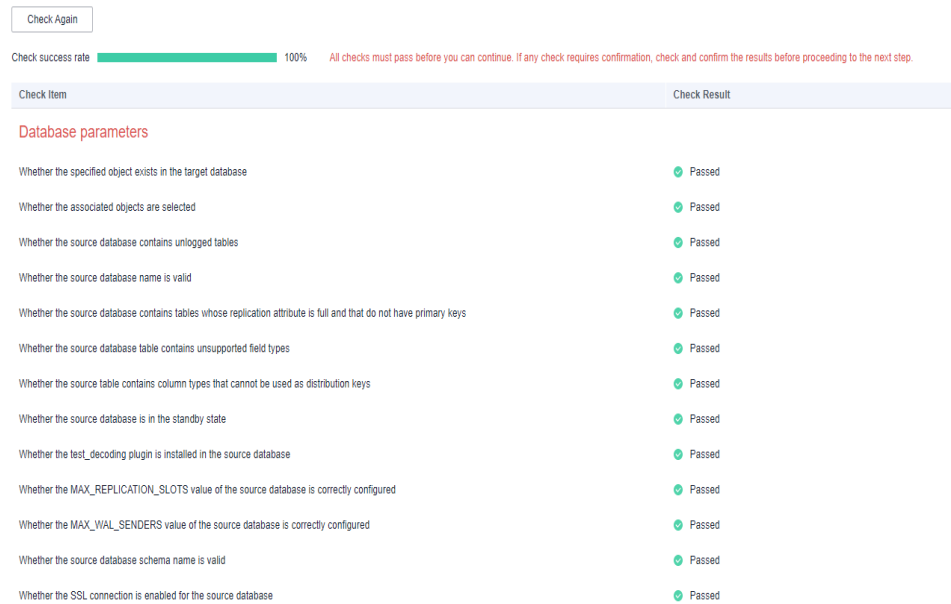 Check Again
Check success rate 100% All checks must pass before you can continue. If any check requires confirmation, check and confirm the results before proceeding to the next step.
Check Item Check Result
Database parameters
Whether the specified object exists in the target database Passed
Whether the associated objects are selected Passed
Whether the source database contains unlogged tables Passed
Whether the source database name is valid Passed
Whether the source database contains tables whose replication attribute is full and that do not have primary keys Passed
Whether the source database table contains unsupported field types Passed
Whether the source table contains column types that cannot be used as distribution keys Passed
Whether the source database is in the standby state Passed
Whether the test_decoding plugin is installed in the source database Passed
Whether the MAX_REPLICATION_SLOTS value of the source database is correctly configured Passed
Whether the MAX_WAL_SENDERS value of the source database is correctly configured Passed
Whether the source database schema name is valid Passed
Whether the SSL connection is enabled for the source database Passed